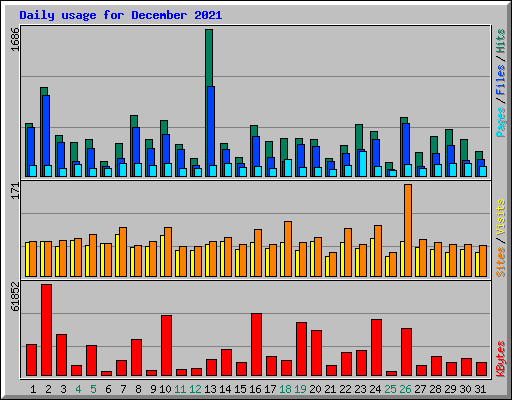 Daily usage for December 2021
1686
Pages / Files / Hits
171
Sites / Visits
61852
KBytes
1 2 3 4 5 6 7 8 9 10 11 12 13 14 15 16 17 18 19 20 21 22 23 24 25 26 27 28 29 30 31